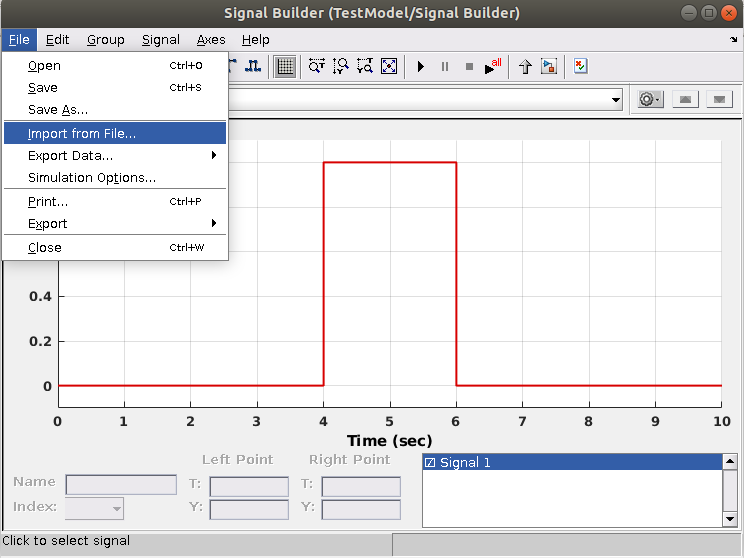 Signal Builder (TestModel/Signal Builder)
File Edit Group Signal Axes Help
Open Ctrl+O
Save Ctrl+S
Save As...
Import from File...
Export Data...
Simulation Options...
Print... Ctrl+P
Export
Close Ctrl+W
all
0.4
0.2
0
0 1 2 3 4 5 6 7 8 9 10
Time (sec)
Left Point Right Point
Name T: T:
Index: Y: Y:
Signal 1
Click to select signal